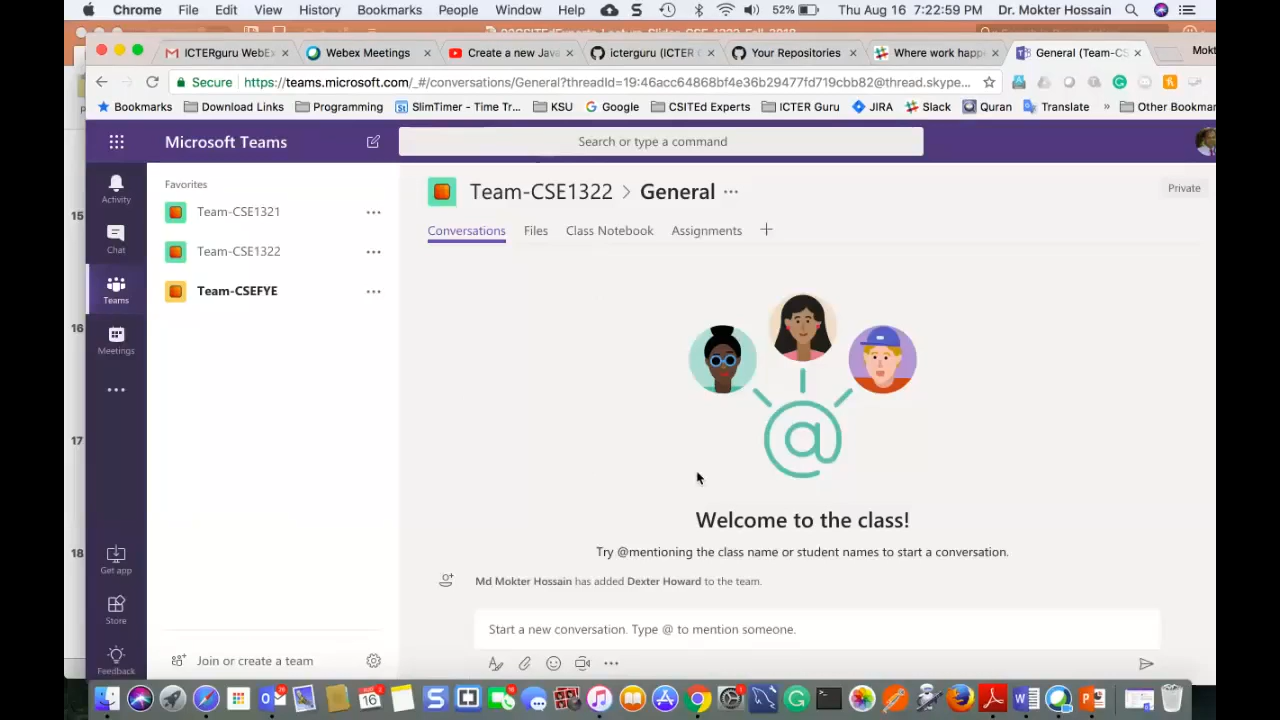 Chrome File Edit View History Bookmarks People Window Help 52% Thu Aug 16 7:22:59 PM Dr. Mokter Hossain
ICTERguru WebEx Webex Meetings Create a new Java icterguru (ICTER Your Repositories Where work happ General (Team-CS Mokt
Secure https://teams.microsoft.com/_#/conversations/General?threadId=19:46acc64868bf4e36b29477fd719cbb82@thread.skype...
Bookmarks Download Links Programming SlimTimer - Time Tr... KSU Google CSITEd Experts ICTER Guru JIRA Slack Quran Translate » Other Bookmar
Microsoft Teams
Search or type a command
Activity
Chat
Teams
Meetings
Get app
Store
Feedback
Favorites
Team-CSE1321
Team-CSE1322
Team-CSEFYE
Join or create a team
Team-CSE1322 > General
Private
Conversations Files Class Notebook Assignments +
Welcome to the class!
Try @mentioning the class name or student names to start a conversation.
Md Mokter Hossain has added Dexter Howard to the team.
Start a new conversation. Type @ to mention someone.
15
16
17
18